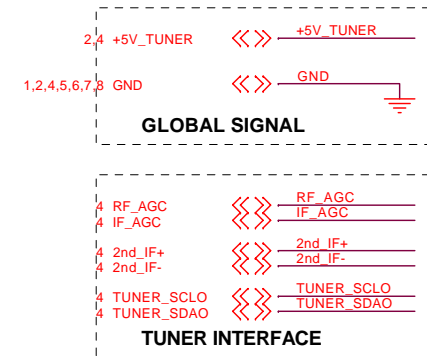 2,4 +5V_TUNER +5V_TUNER
1,2,4,5,6,7,8 GND GND
GLOBAL SIGNAL
4 RF_AGC RF_AGC
4 IF_AGC IF_AGC
4 2nd_IF+ 2nd_IF+
4 2nd_IF- 2nd_IF-
4 TUNER_SCLO TUNER_SCLO
4 TUNER_SDAO TUNER_SDAO
TUNER INTERFACE